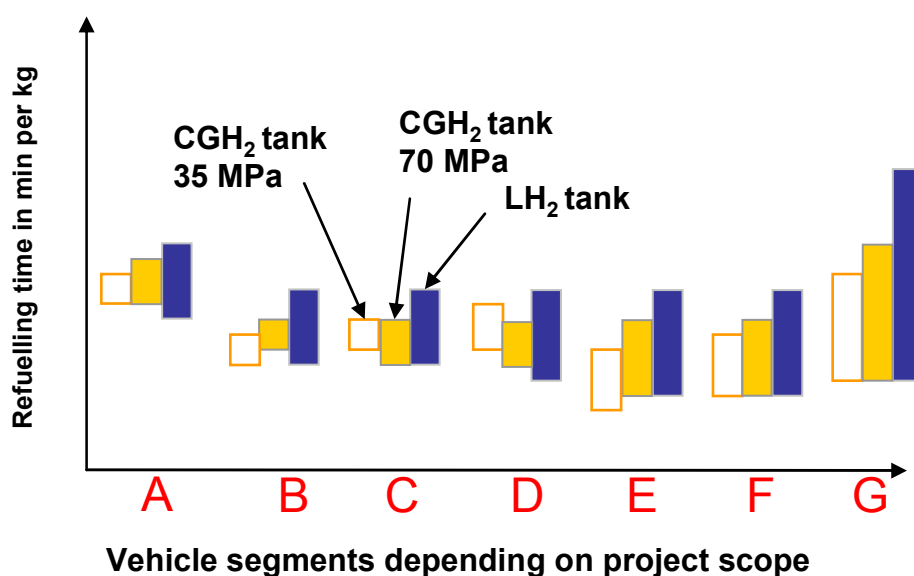 Refuelling time in min per kg
CGH₂ tank
35 MPa
CGH₂ tank
70 MPa
LH₂ tank
A B C D E F G
Vehicle segments depending on project scope